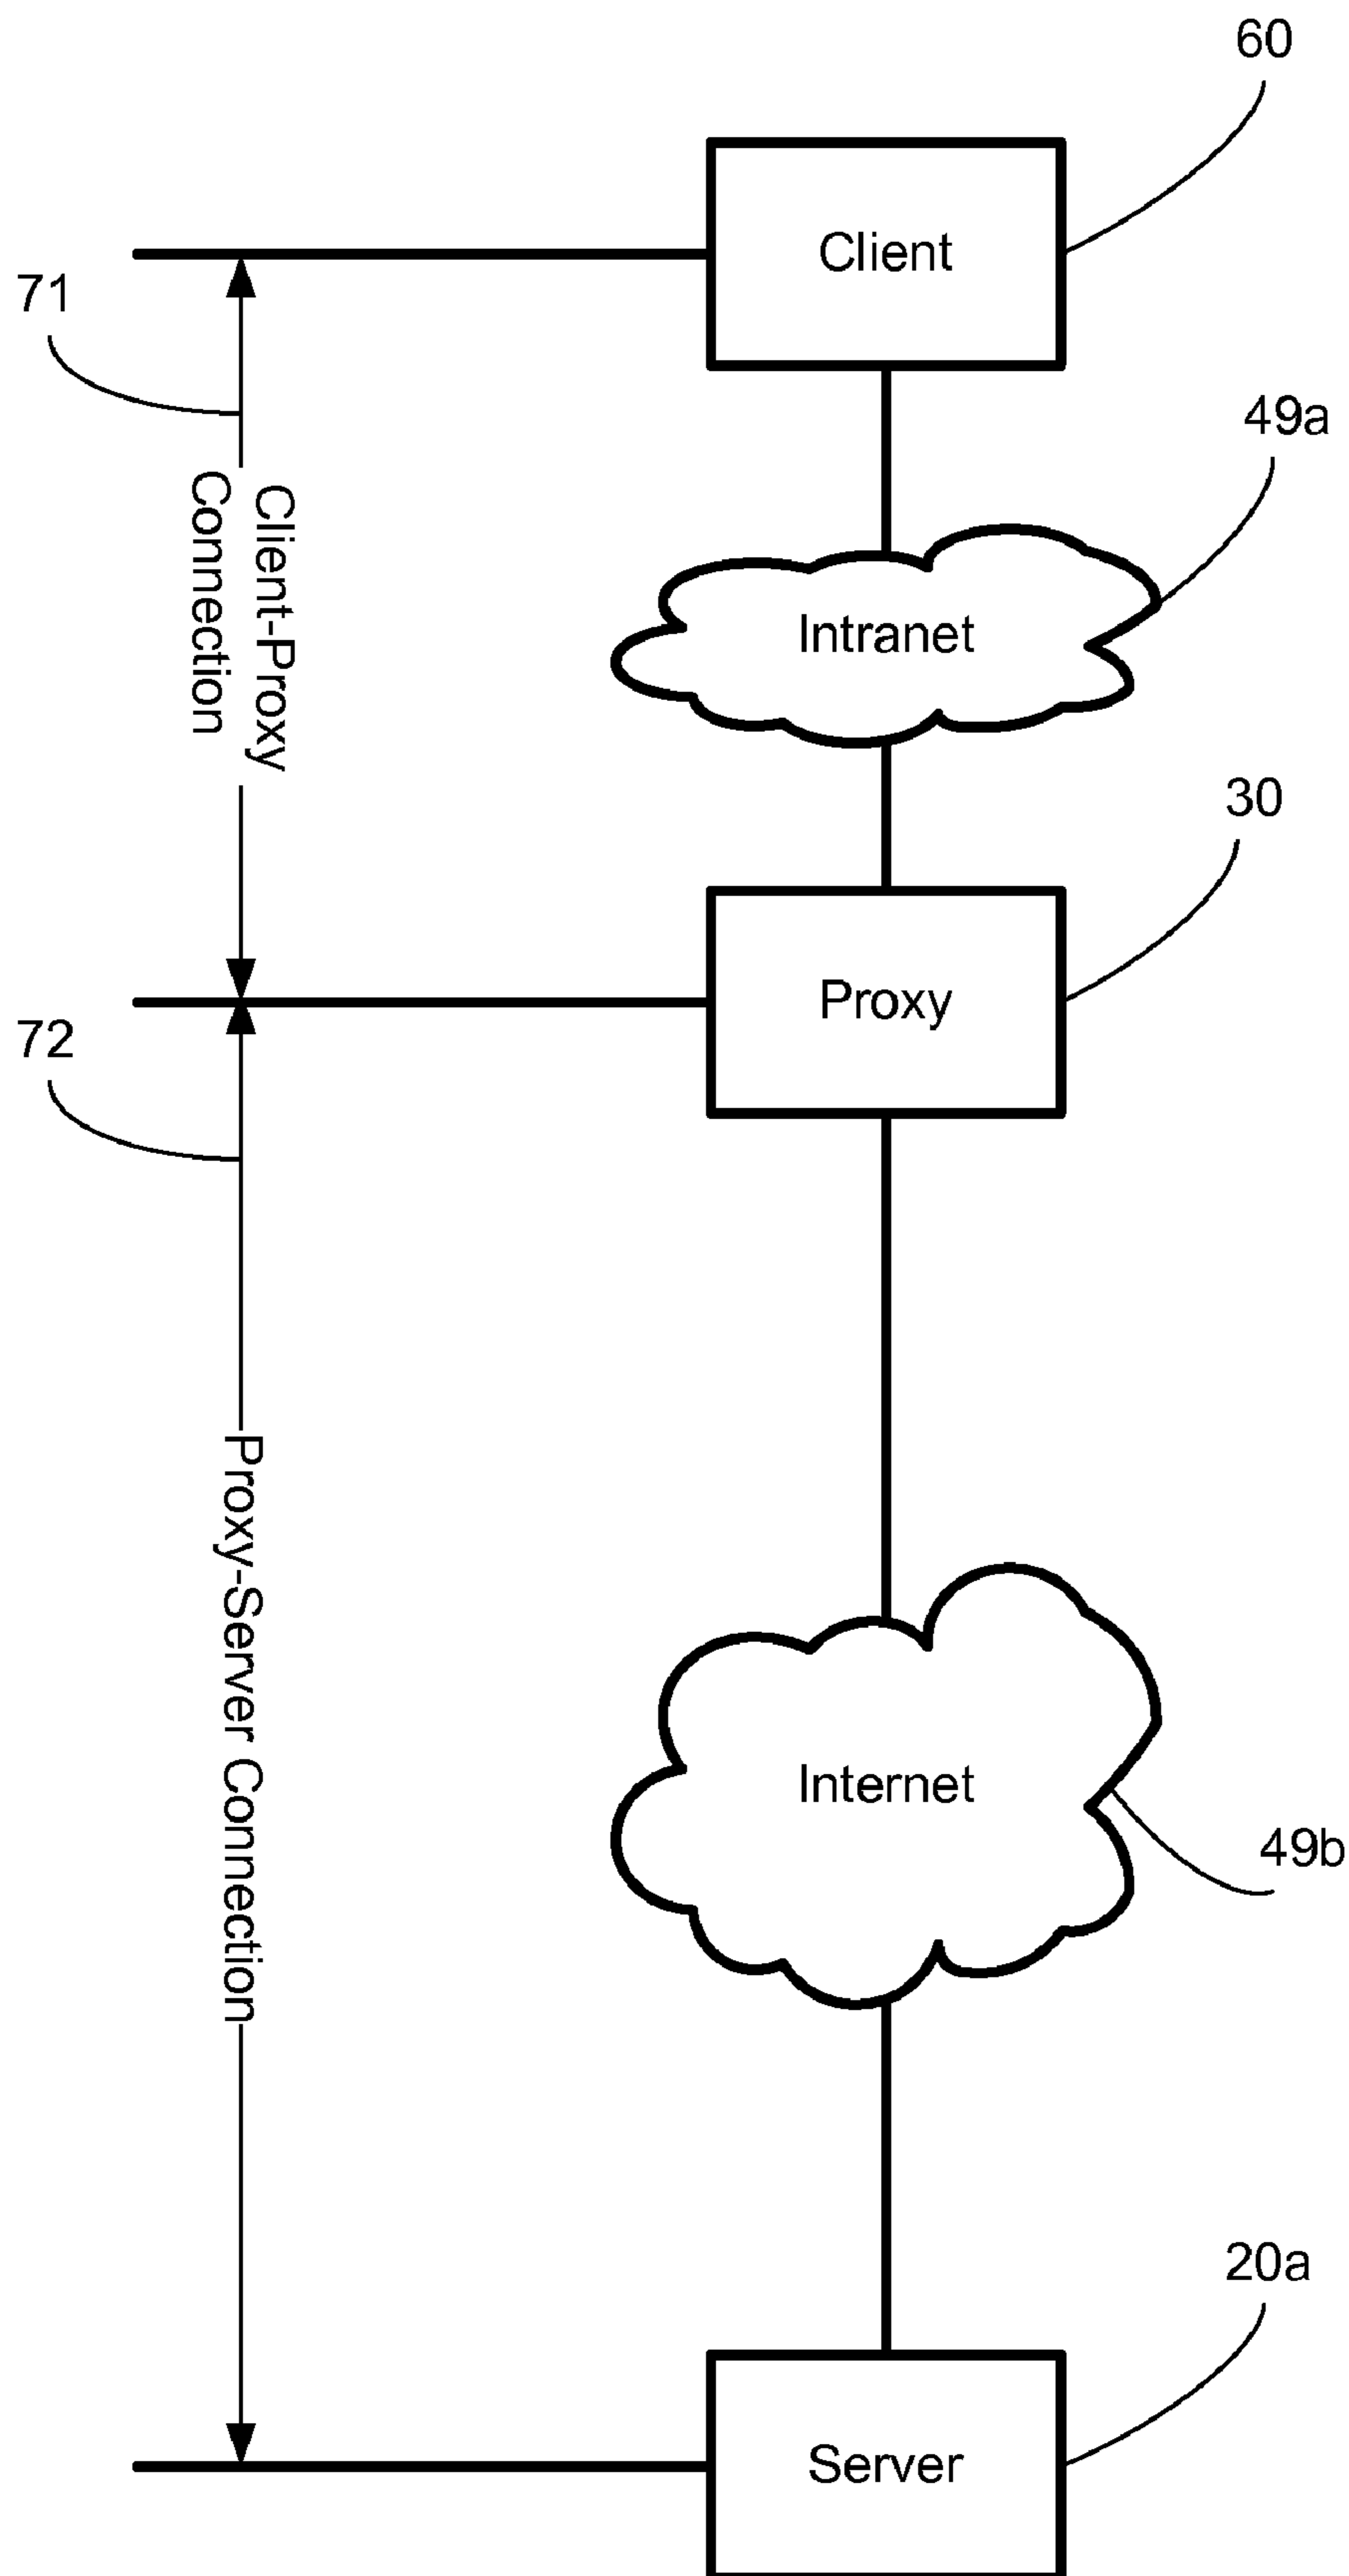 60
Client
71
49a
Client-Proxy
Connection
Intranet
30
Proxy
72
Proxy-Server Connection
Internet
49b
20a
Server